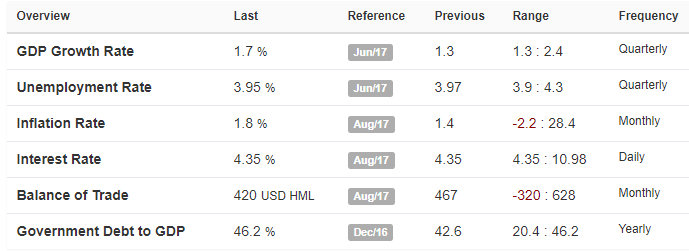 Overview Last Reference Previous Range Frequency
GDP Growth Rate 1.7 % Jun/17 1.3 1.3 : 2.4 Quarterly
Unemployment Rate 3.95 % Jun/17 3.97 3.9 : 4.3 Quarterly
Inflation Rate 1.8 % Aug/17 1.4 -2.2 : 28.4 Monthly
Interest Rate 4.35 % Aug/17 4.35 4.35 : 10.98 Daily
Balance of Trade 420 USD HML Aug/17 467 -320 : 628 Monthly
Government Debt to GDP 46.2 % Dec/16 42.6 20.4 : 46.2 Yearly